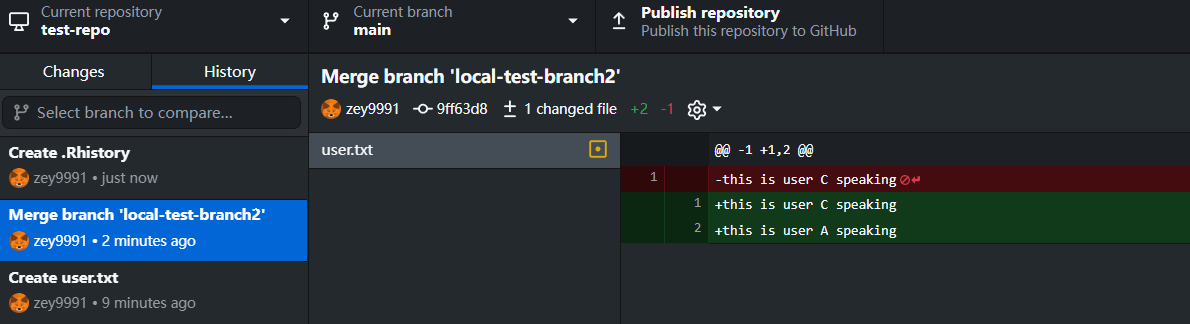 Current repository
test-repo
Current branch
main
Publish repository
Publish this repository to GitHub
Changes
History
Select branch to compare...
Create .Rhistory
zey9991 • just now
Merge branch 'local-test-branch2'
zey9991 • 2 minutes ago
Create user.txt
zey9991 • 9 minutes ago
Merge branch 'local-test-branch2'
zey9991 9ff63d8 1 changed file +2 -1
user.txt
@@ -1 +1,2 @@
1 -this is user C speaking
1 +this is user C speaking
2 +this is user A speaking